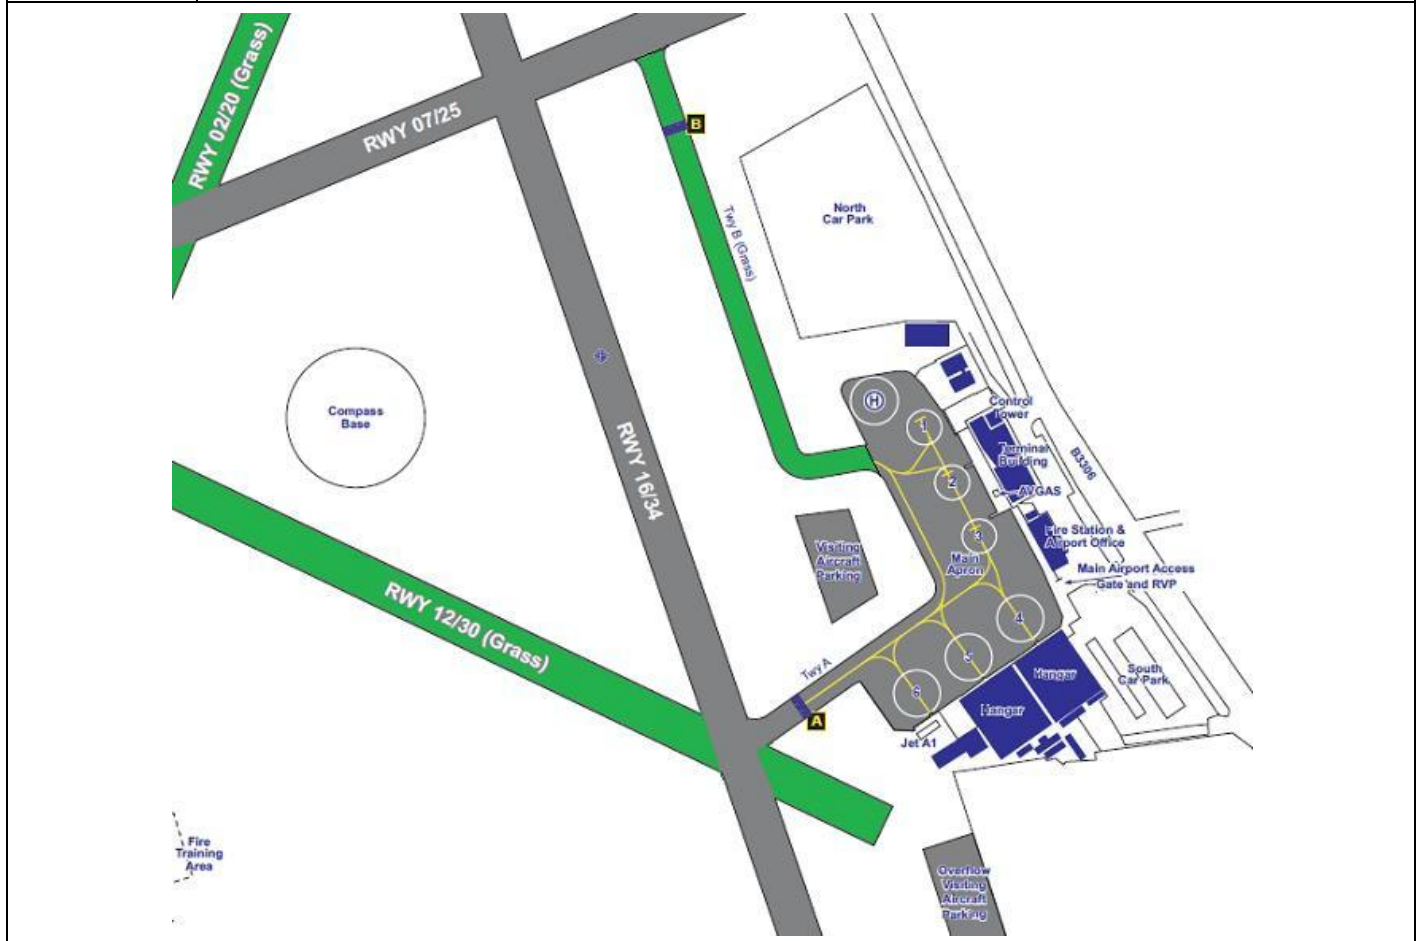 RWY 02/20 (Grass)
RWY 07/25
B
Twy B (Grass)
North
Car Park
Compass
Base
RWY 16/34
H
1
Control
Tower
Terminal
Building
B3306
2
AVGAS
3
Fire Station &
Airport Office
Visiting
Aircraft
Parking
Main
Apron
Main Airport Access
Gate and RVP
RWY 12/30 (Grass)
4
5
6
Twy A
A
Hangar
Hangar
South
Car Park
Jet A1
Fire
Training
Area
Overflow
Visiting
Aircraft
Parking